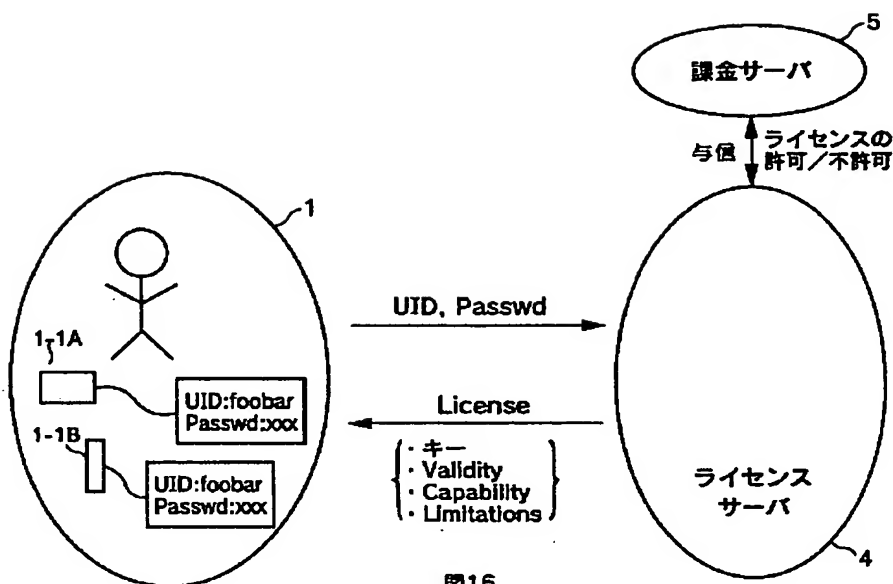 5
課金サーバ
与信
ライセンスの
許可/不許可
1
UID, Passwd
1-1A
UID:foobar
Passwd:xxx
License
1-1B
・キー
・Validity
・Capability
・Limitations
UID:foobar
Passwd:xxx
ライセンス
サーバ
4
図16